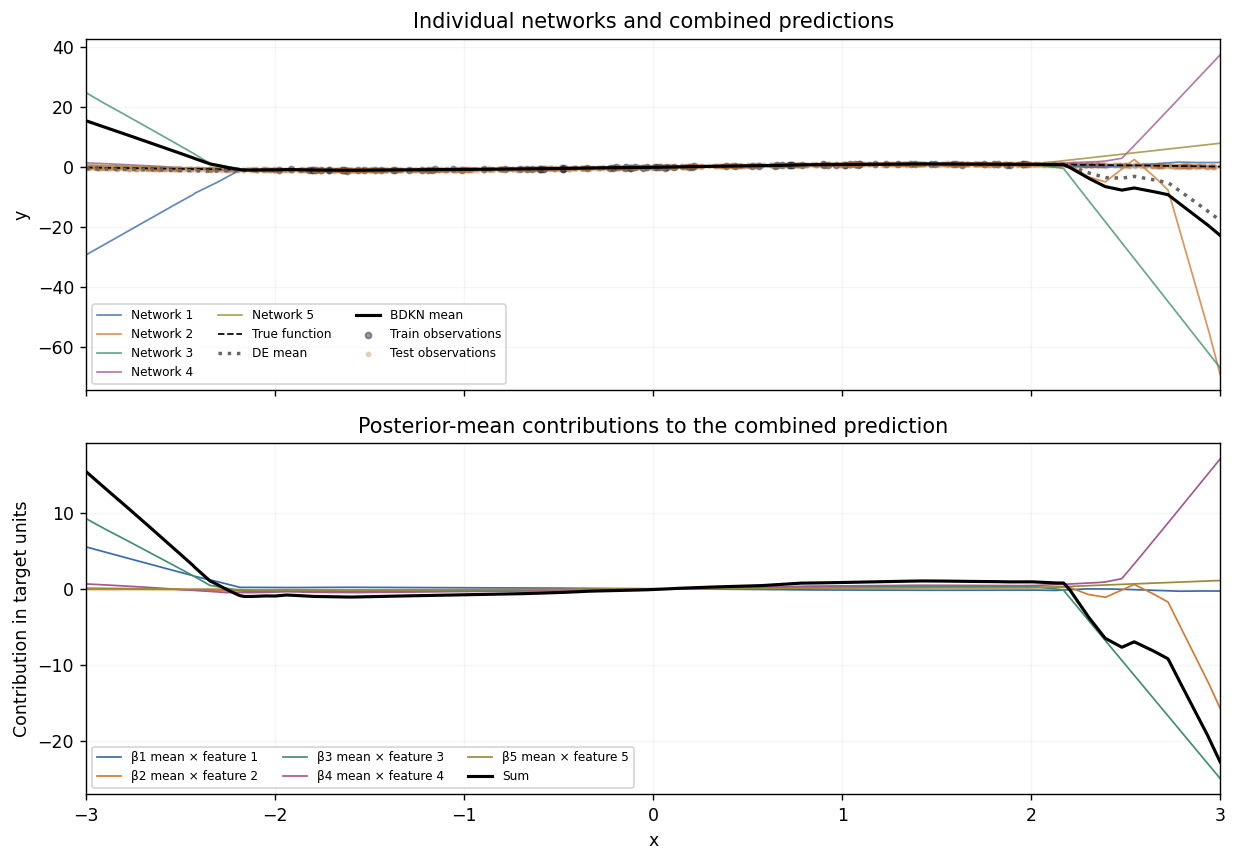 Individual networks and combined predictions
40
20
0
−20
−40
−60
y
Network 1
Network 2
Network 3
Network 4
Network 5
True function
DE mean
BDKN mean
Train observations
Test observations
Posterior-mean contributions to the combined prediction
10
0
−10
−20
Contribution in target units
β1 mean × feature 1
β2 mean × feature 2
β3 mean × feature 3
β4 mean × feature 4
β5 mean × feature 5
Sum
−3 −2 −1 0 1 2 3
x